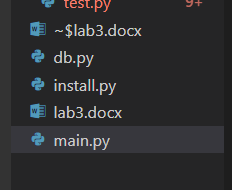 test.py 9+
~$lab3.docx
db.py
install.py
lab3.docx
main.py